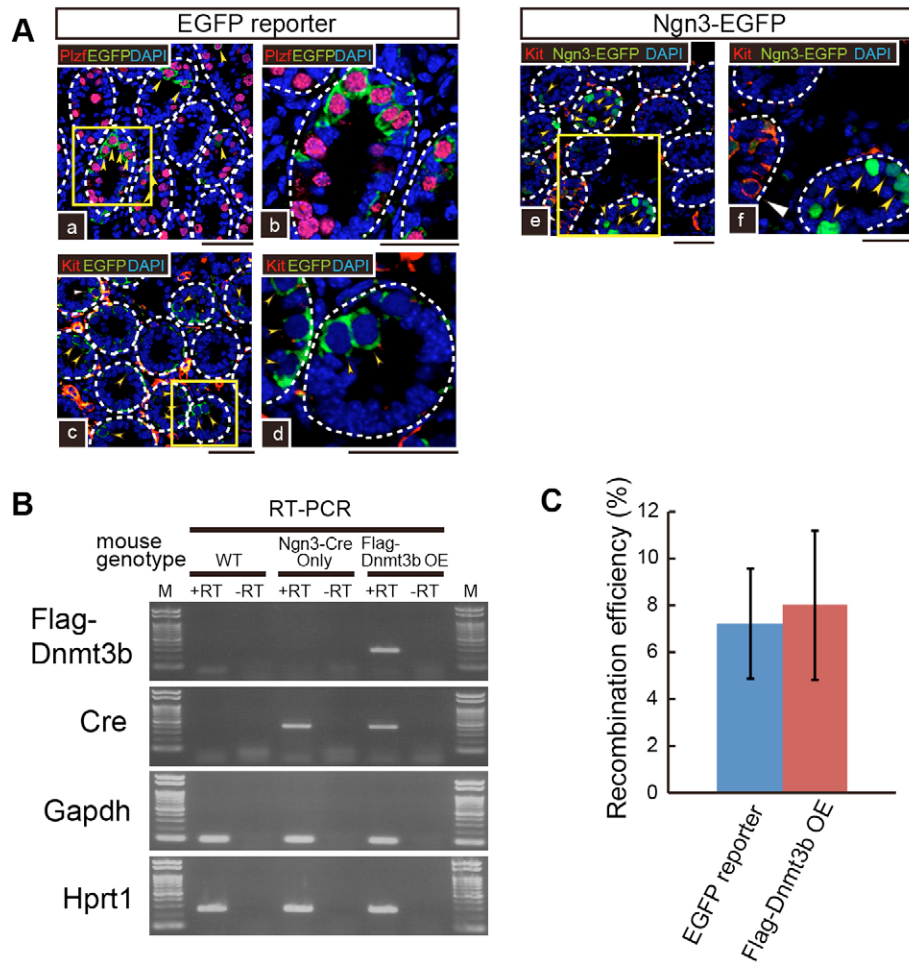 A
EGFP reporter
Ngn3-EGFP
Plzf EGFP DAPI
a
Plzf EGFP DAPI
b
Kit Ngn3-EGFP DAPI
e
Kit Ngn3-EGFP DAPI
f
Kit EGFP DAPI
c
Kit EGFP DAPI
d
B
RT-PCR
mouse
genotype
WT
Ngn3-Cre
Only
Flag-
Dnmt3b OE
M +RT -RT +RT -RT +RT -RT M
Flag-
Dnmt3b
Cre
Gapdh
Hprt1
C
Recombination efficiency (%)
12
10
8
6
4
2
0
EGFP reporter
Flag-Dnmt3b OE